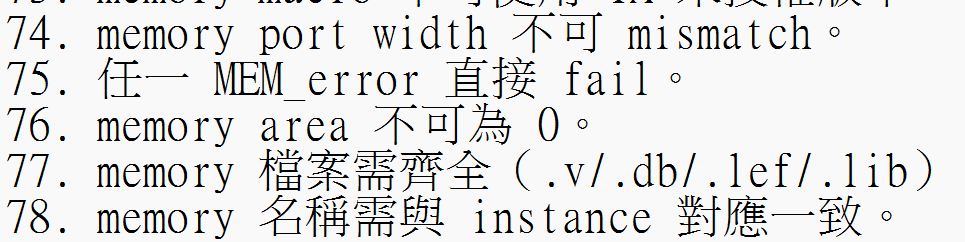 74. memory port width 不可 mismatch。
75. 任一 MEM_error 直接 fail。
76. memory area 不可為 0。
77. memory 檔案需齊全（.v/.db/.lef/.lib）
78. memory 名稱需與 instance 對應一致。